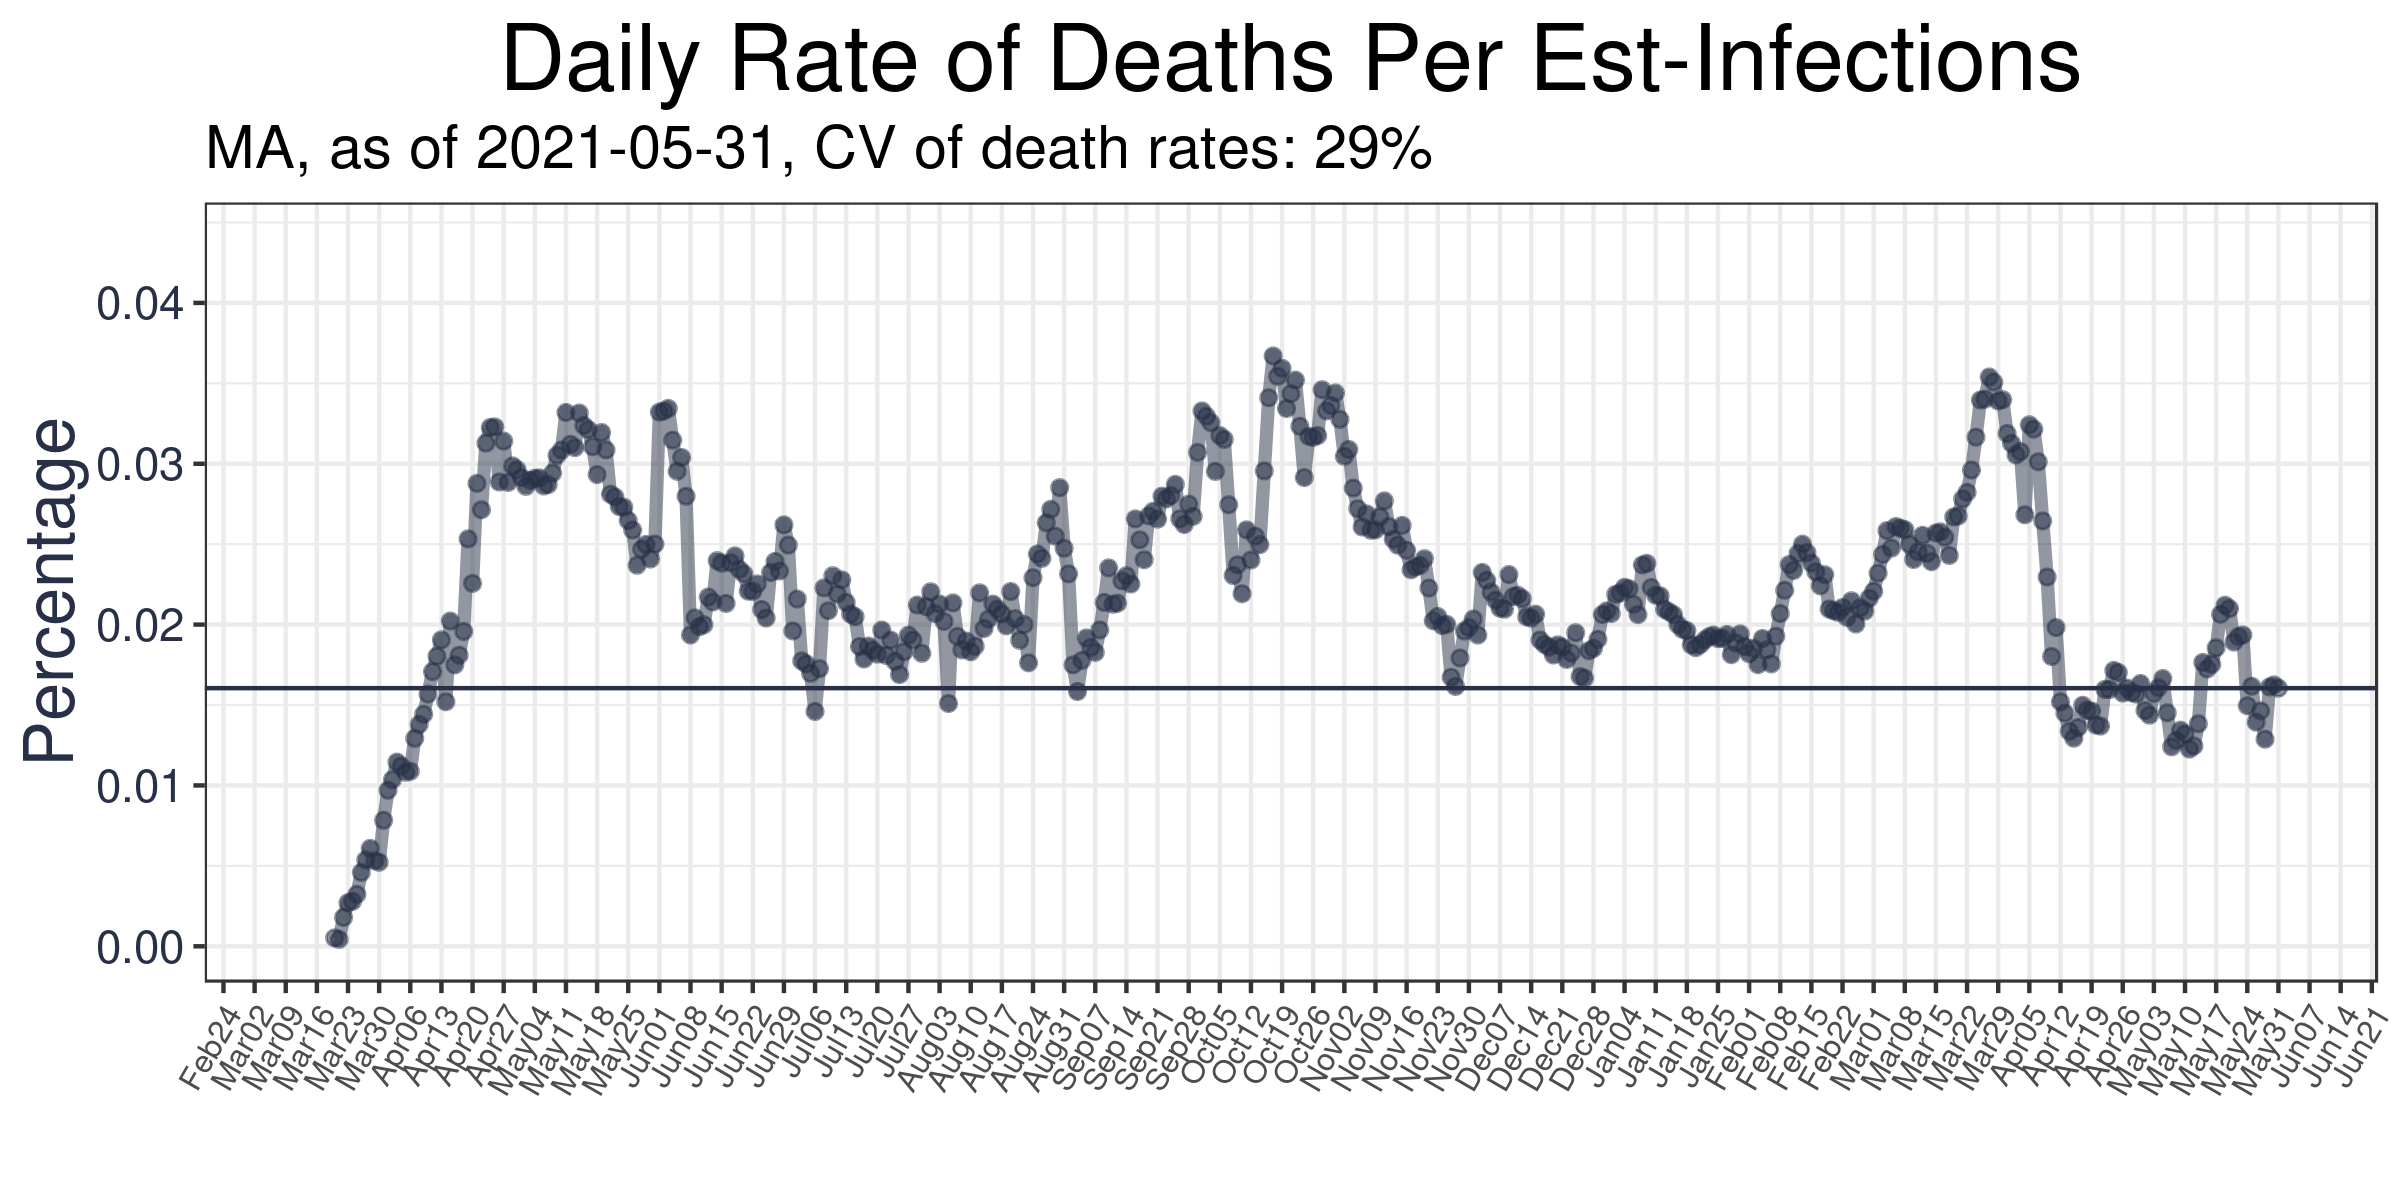 Daily Rate of Deaths Per Est-Infections
MA, as of 2021-05-31, CV of death rates: 29%
Percentage
0.04
0.03
0.02
0.01
0.00
Feb24
Mar02
Mar09
Mar16
Mar23
Mar30
Apr06
Apr13
Apr20
Apr27
May04
May11
May18
May25
Jun01
Jun08
Jun15
Jun22
Jun29
Jul06
Jul13
Jul20
Jul27
Aug03
Aug10
Aug17
Aug24
Aug31
Sep07
Sep14
Sep21
Sep28
Oct05
Oct12
Oct19
Oct26
Nov02
Nov09
Nov16
Nov23
Nov30
Dec07
Dec14
Dec21
Dec28
Jan04
Jan11
Jan18
Jan25
Feb01
Feb08
Feb15
Feb22
Mar01
Mar08
Mar15
Mar22
Mar29
Apr05
Apr12
Apr19
Apr26
May03
May10
May17
May24
May31
Jun07
Jun14
Jun21